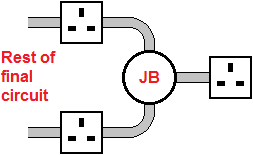 Rest of
final
circuit
JB